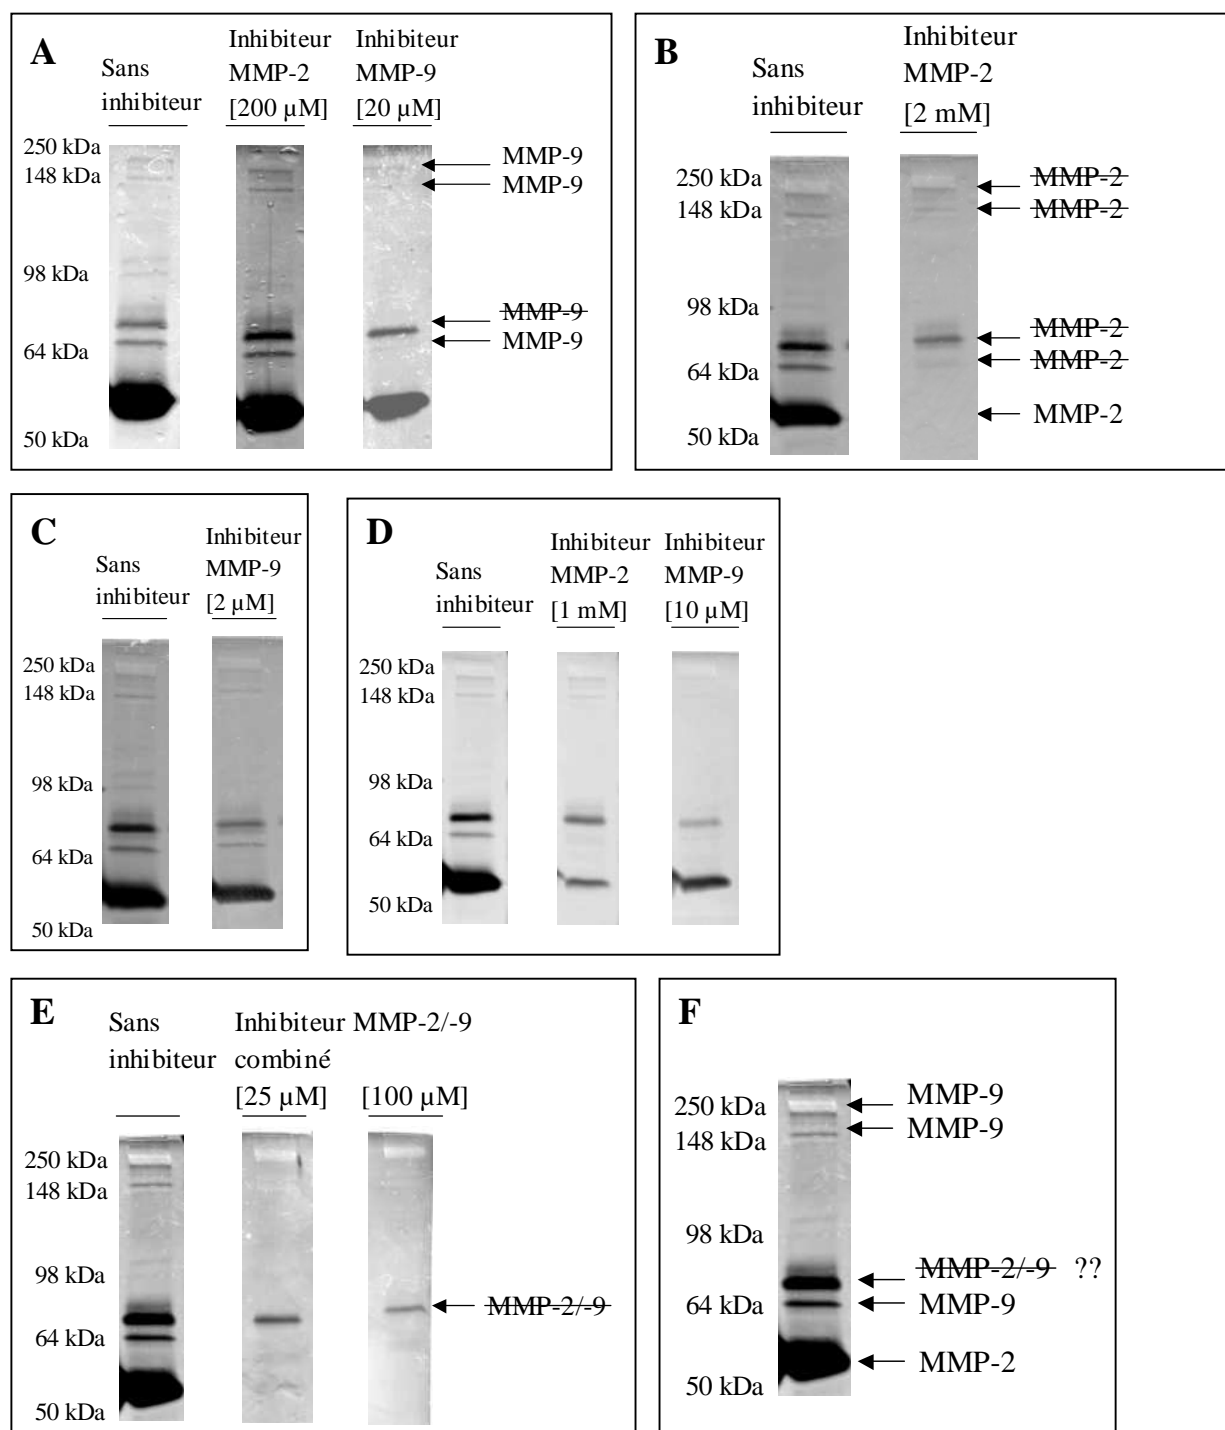 A
Sans
inhibiteur
Inhibiteur
MMP-2
[200 µM]
Inhibiteur
MMP-9
[20 µM]
250 kDa
148 kDa
98 kDa
64 kDa
50 kDa
MMP-9
MMP-9
MMP-9
MMP-9
B
Sans
inhibiteur
Inhibiteur
MMP-2
[2 mM]
250 kDa
148 kDa
98 kDa
64 kDa
50 kDa
MMP-2
MMP-2
MMP-2
MMP-2
MMP-2
C
Sans
inhibiteur
Inhibiteur
MMP-9
[2 µM]
250 kDa
148 kDa
98 kDa
64 kDa
50 kDa
D
Sans
inhibiteur
Inhibiteur
MMP-2
[1 mM]
Inhibiteur
MMP-9
[10 µM]
250 kDa
148 kDa
98 kDa
64 kDa
50 kDa
E
Sans
inhibiteur
Inhibiteur MMP-2/-9
combiné
[25 µM] [100 µM]
250 kDa
148 kDa
98 kDa
64 kDa
50 kDa
MMP-2/-9
F
250 kDa
148 kDa
98 kDa
64 kDa
50 kDa
MMP-9
MMP-9
MMP-2/-9 ??
MMP-9
MMP-2